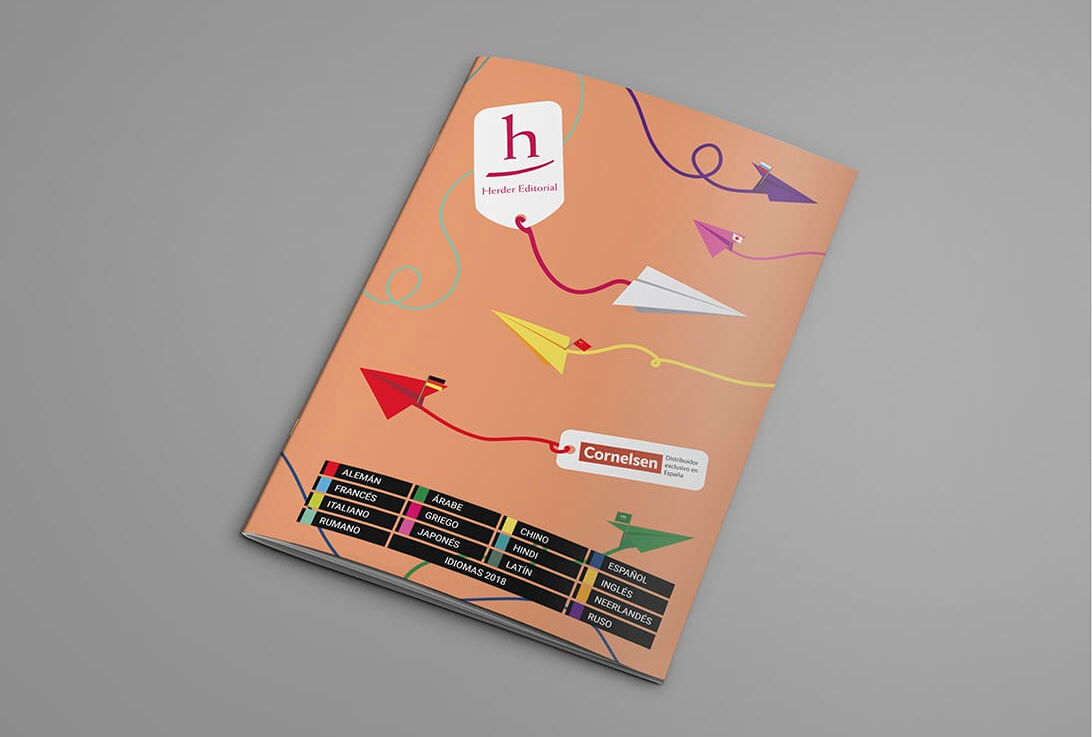 h
Herder Editorial
Cornelsen
Distribuidor
exclusivo en
España
ALEMÁN
FRANCÉS
ITALIANO
RUMANO
ÁRABE
GRIEGO
JAPONÉS
IDIOMAS 2018
CHINO
HINDI
LATÍN
ESPAÑOL
INGLÉS
NEERLANDÉS
RUSO